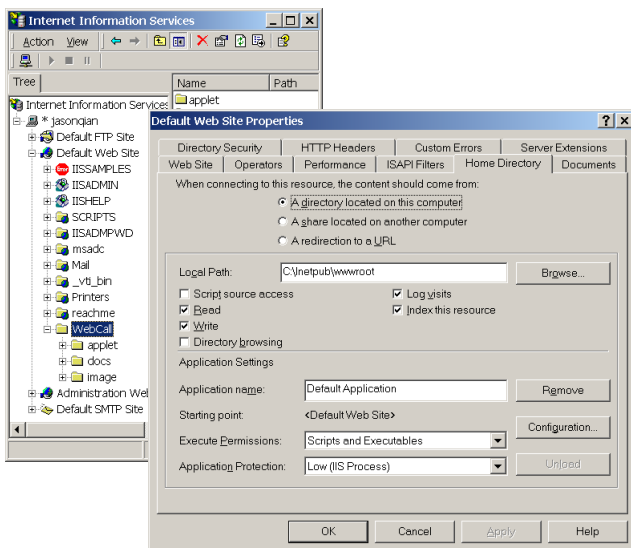 Internet Information Services
Action View
Tree
Name Path
Internet Information Services
applet
* jasonqian
Default FTP Site
Default Web Site
IISSAMPLES
IISADMIN
IISHELP
SCRIPTS
IISADMPWD
msadc
Mail
_vti_bin
Printers
reachme
WebCall
applet
docs
image
Administration Wel
Default SMTP Site
Default Web Site Properties
Directory Security HTTP Headers Custom Errors Server Extensions
Web Site Operators Performance ISAPI Filters Home Directory Documents
When connecting to this resource, the content should come from:
A directory located on this computer
A share located on another computer
A redirection to a URL
Local Path: C:\Inetpub\wwwroot Browse...
Script source access Log visits
Read Index this resource
Write
Directory browsing
Application Settings
Application name: Default Application Remove
Starting point: <Default Web Site>
Configuration...
Execute Permissions: Scripts and Executables
Application Protection: Low (IIS Process) Unload
OK Cancel Apply Help